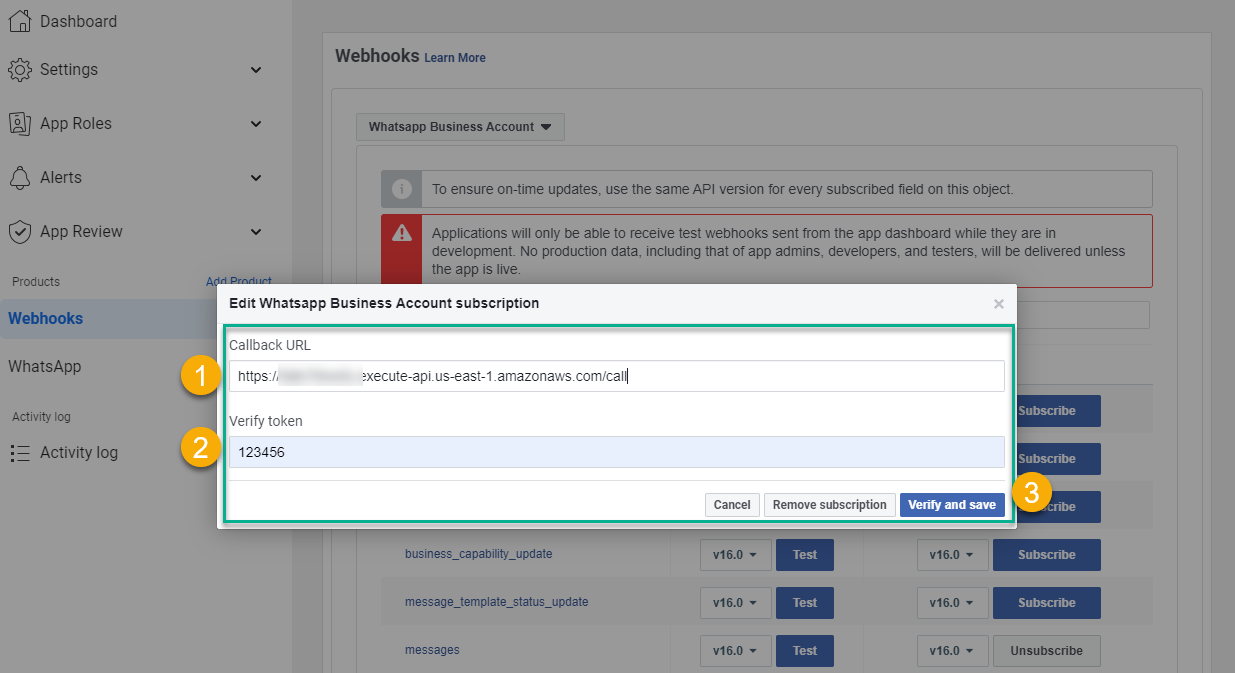 Dashboard
Settings
App Roles
Alerts
App Review
Products Add Product
Webhooks
WhatsApp
Activity log
Activity log
Webhooks Learn More
Whatsapp Business Account
To ensure on-time updates, use the same API version for every subscribed field on this object.
Applications will only be able to receive test webhooks sent from the app dashboard while they are in
development. No production data, including that of app admins, developers, and testers, will be delivered unless
the app is live.
Edit Whatsapp Business Account subscription
Callback URL
1
https:// execute-api.us-east-1.amazonaws.com/call
Verify token
2
123456
Cancel Remove subscription Verify and save
3
Subscribe
Subscribe
business_capability_update v16.0 Test v16.0 Subscribe
message_template_status_update v16.0 Test v16.0 Subscribe
messages v16.0 Test v16.0 Unsubscribe